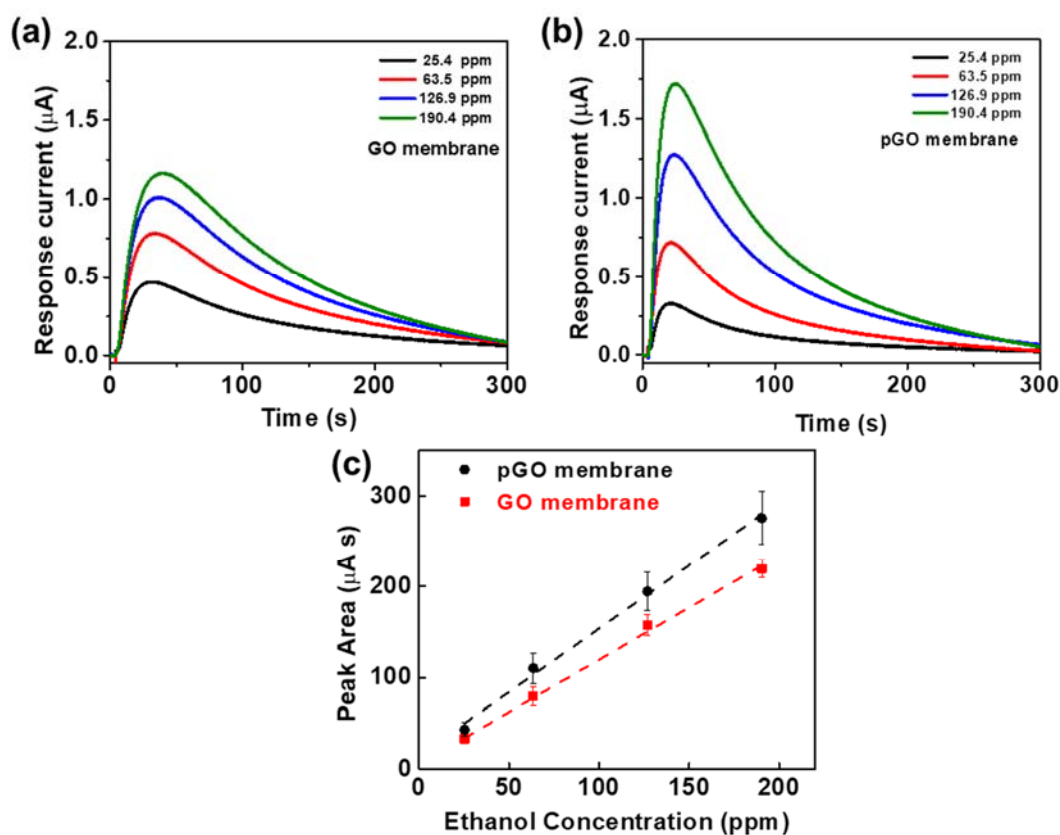 (a)
2.0
1.5
1.0
0.5
0.0
Response current (μA)
25.4 ppm
63.5 ppm
126.9 ppm
190.4 ppm
GO membrane
0 100 200 300
Time (s)
(b)
2.0
1.5
1.0
0.5
0.0
Response current (μA)
25.4 ppm
63.5 ppm
126.9 ppm
190.4 ppm
pGO membrane
0 100 200 300
Time (s)
(c)
pGO membrane
GO membrane
300
200
100
0
Peak Area (μA s)
0 50 100 150 200
Ethanol Concentration (ppm)